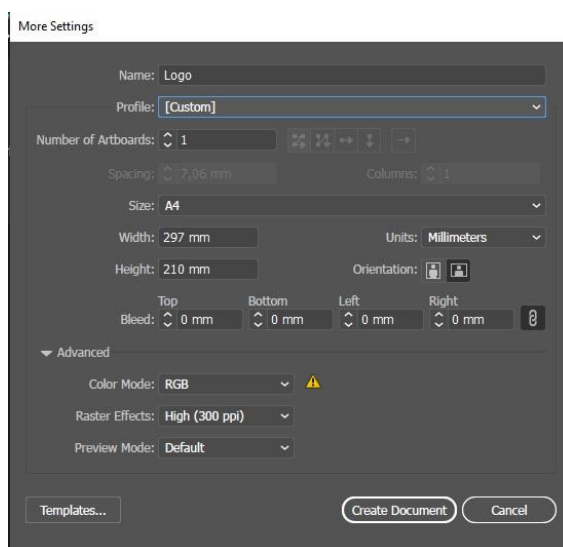 More Settings
Name: Logo
Profile: [Custom]
Number of Artboards: 1
Spacing: 7,06 mm Columns: 1
Size: A4
Width: 297 mm Units: Millimeters
Height: 210 mm Orientation:
Top Bottom Left Right
Bleed: 0 mm 0 mm 0 mm 0 mm
Advanced
Color Mode: RGB
Raster Effects: High (300 ppi)
Preview Mode: Default
Templates... Create Document Cancel